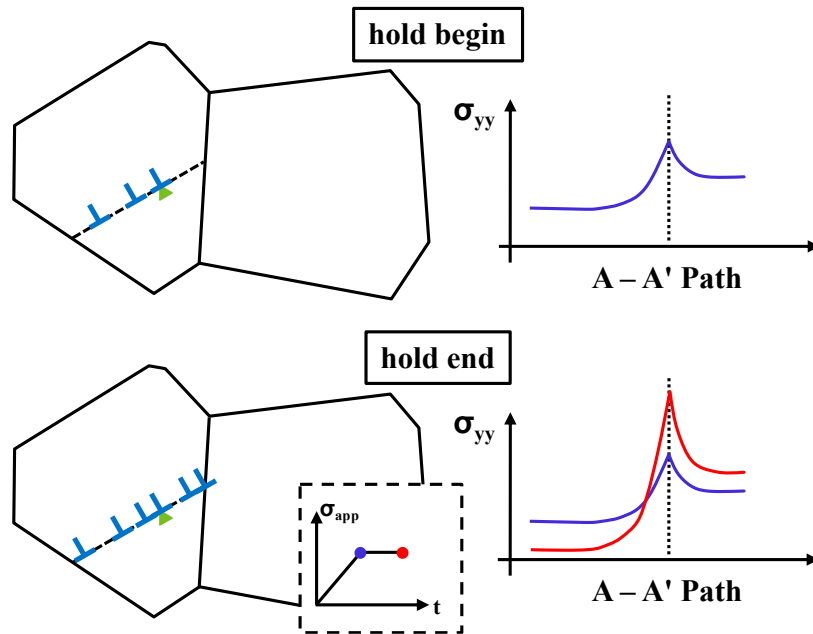 hold begin
σyy
A – A' Path
hold end
σyy
σapp
t
A – A' Path